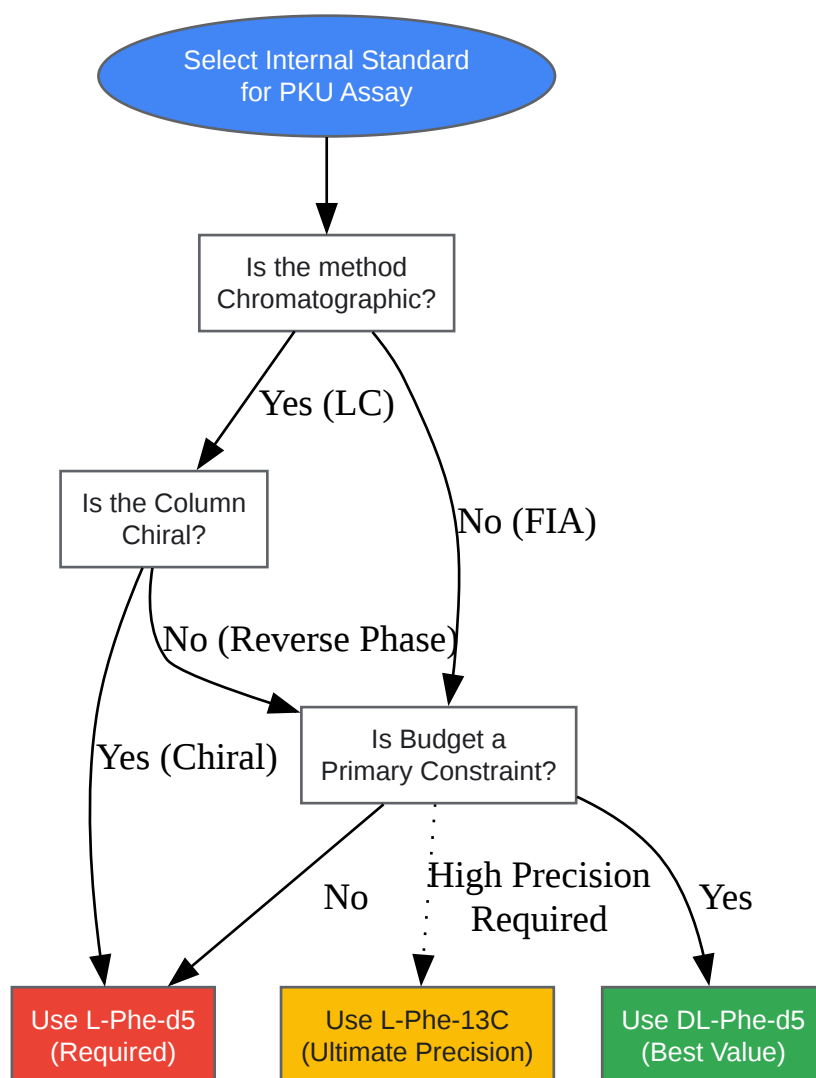 Select Internal Standard
for PKU Assay
Is the method
Chromatographic?
Yes (LC)
Is the Column
Chiral?
No (FIA)
No (Reverse Phase)
Is Budget a
Primary Constraint?
Yes (Chiral)
High Precision
Required
No
Yes
Use L-Phe-d5
(Required)
Use L-Phe-13C
(Ultimate Precision)
Use DL-Phe-d5
(Best Value)